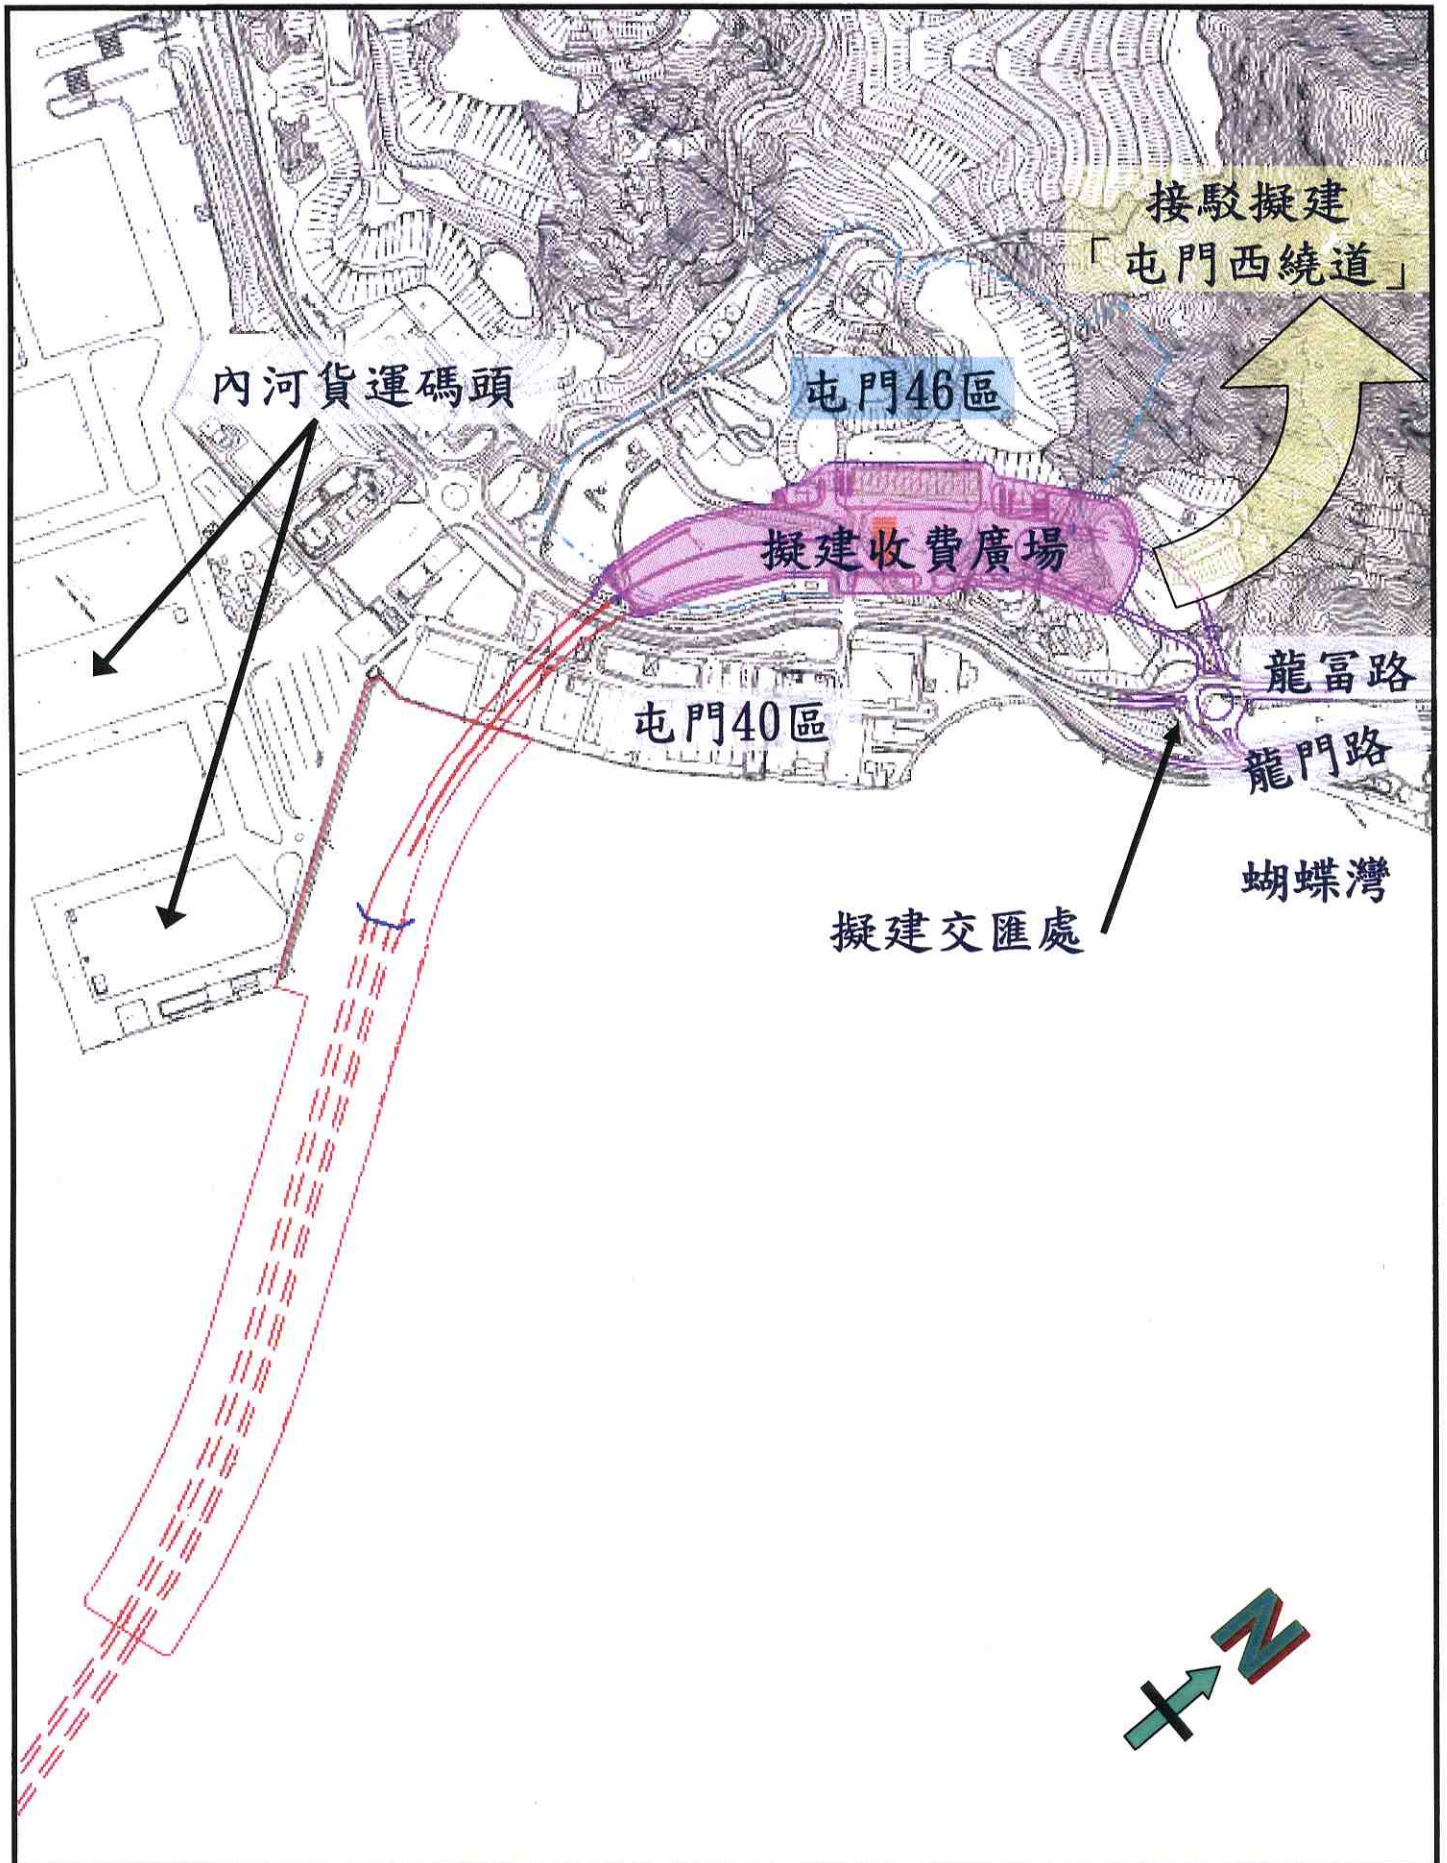 接駁擬建
「屯門西繞道」
內河貨運碼頭
屯門46區
擬建收費廣場
龍富路
屯門40區
龍門路
蝴蝶灣
擬建交匯處
N